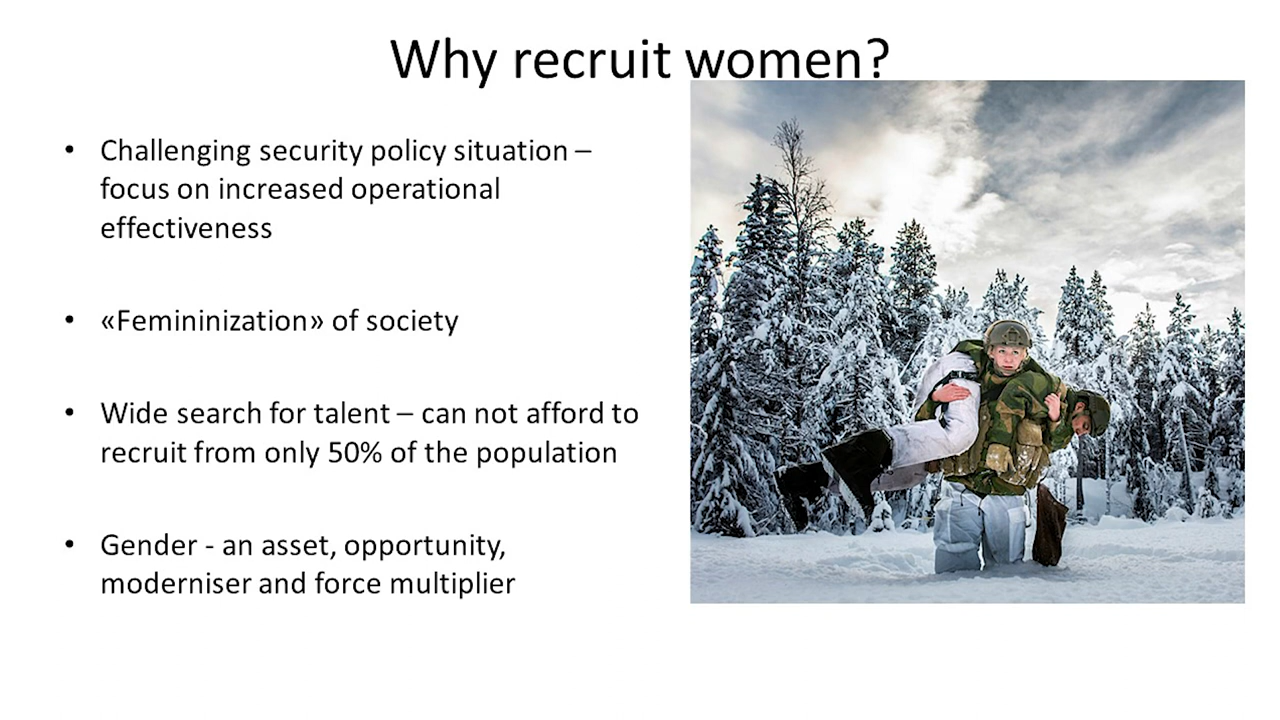 Why recruit women?
• Challenging security policy situation –
focus on increased operational
effectiveness
• «Femininization» of society
• Wide search for talent – can not afford to
recruit from only 50% of the population
• Gender - an asset, opportunity,
moderniser and force multiplier